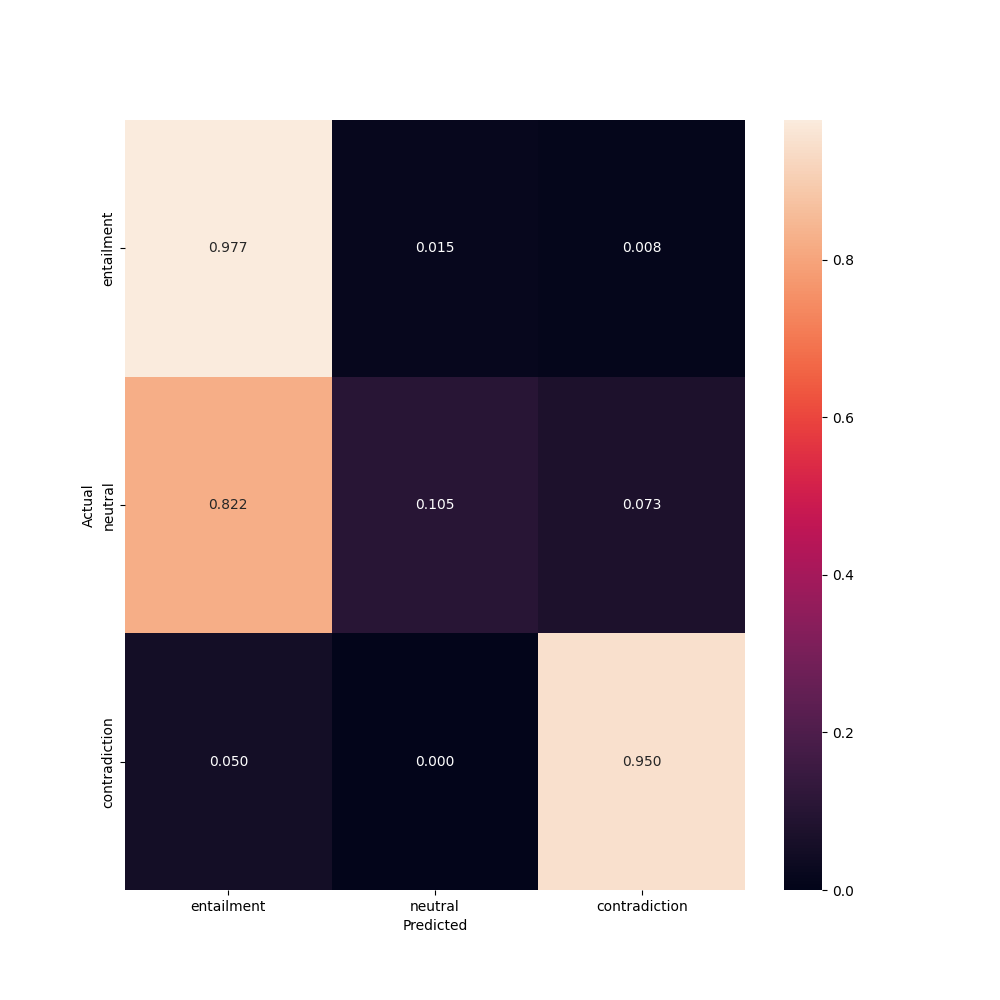 entailment
0.977 0.015 0.008
Actual
neutral
0.822 0.105 0.073
contradiction
0.050 0.000 0.950
entailment neutral contradiction
Predicted
0.8
0.6
0.4
0.2
0.0